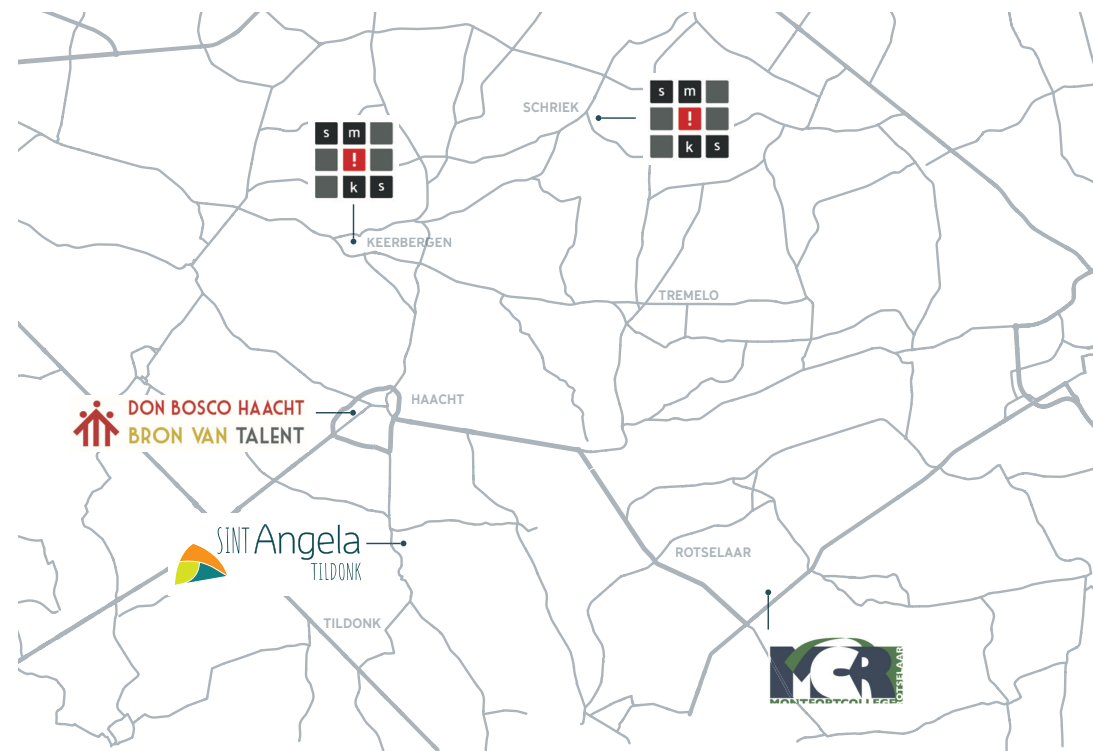 SCHRIEK
s m
!
k s
s m
!
k s
KEERBERGEN
TREMELO
HAACHT
DON BOSCO HAACHT
BRON VAN TALENT
SINT Angela
TILDONK
ROTSELAAR
TILDONK
MCR
ROTSELAAR
MONTFORTCOLLEGE